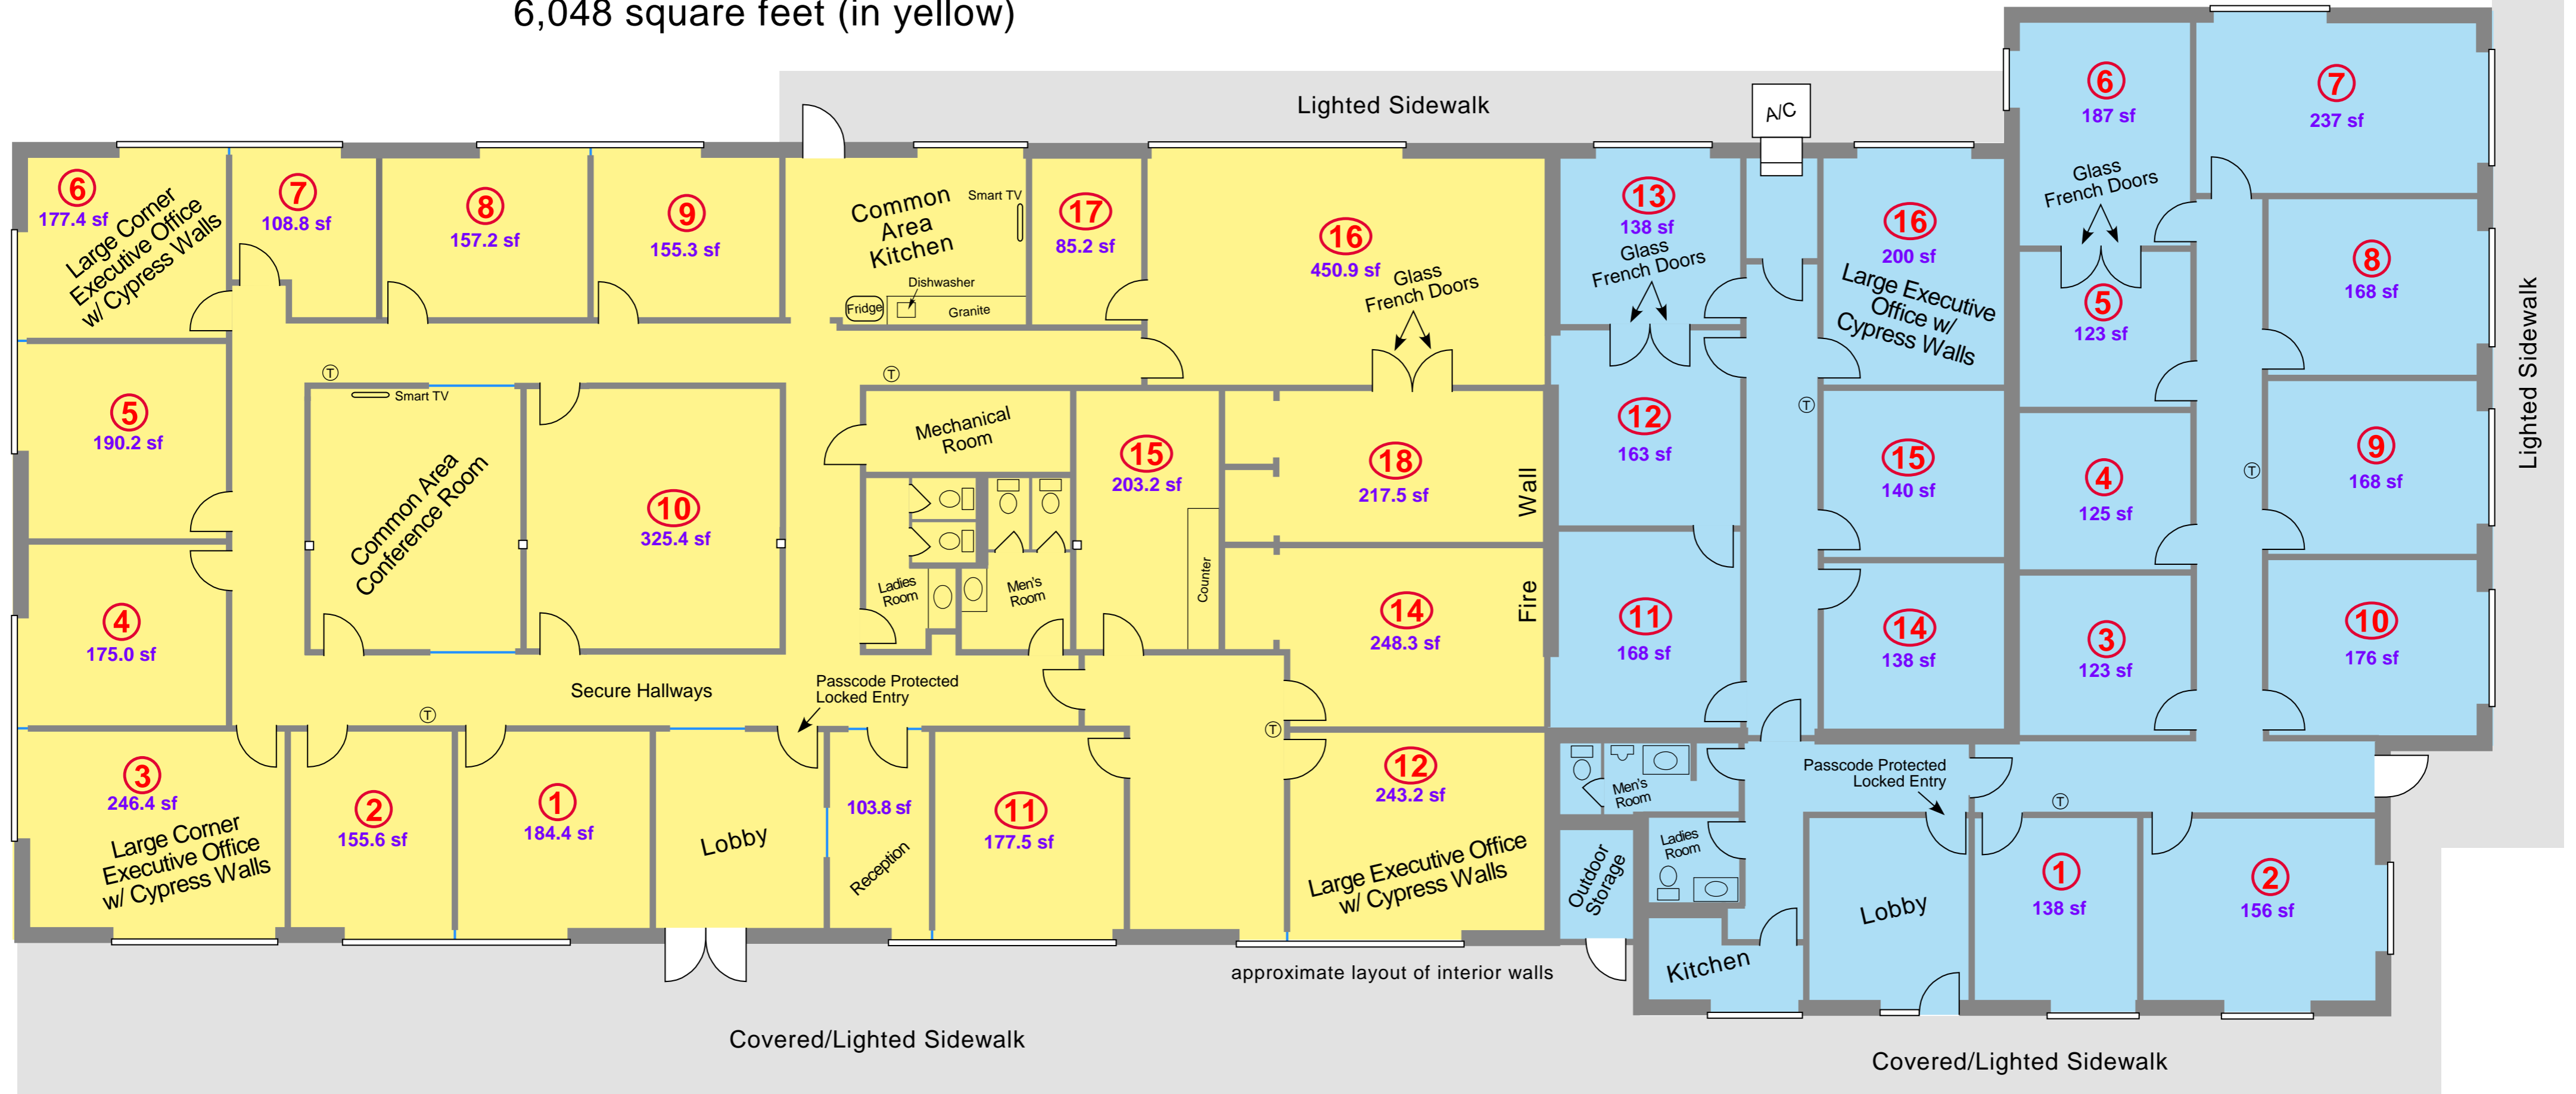 6,048 square feet (in yellow)
Lighted Sidewalk
A/C
6
187 sf
7
237 sf
Glass
French Doors
6
177.4 sf
Large Corner
Executive Office
w/ Cypress Walls
7
108.8 sf
8
157.2 sf
9
155.3 sf
Common
Area
Kitchen
Smart TV
Dishwasher
Fridge
Granite
17
85.2 sf
16
450.9 sf
Glass
French Doors
13
138 sf
Glass
French Doors
16
200 sf
Large Executive
Office w/
Cypress Walls
5
123 sf
8
168 sf
Lighted Sidewalk
T
T
T
5
190.2 sf
Smart TV
Common Area
Conference Room
10
325.4 sf
Mechanical
Room
15
203.2 sf
Counter
18
217.5 sf
Wall
Fire
12
163 sf
15
140 sf
4
125 sf
T
9
168 sf
4
175.0 sf
Ladies
Room
Men's
Room
14
248.3 sf
11
168 sf
14
138 sf
3
123 sf
10
176 sf
Secure Hallways
Passcode Protected
Locked Entry
T
T
3
246.4 sf
Large Corner
Executive Office
w/ Cypress Walls
2
155.6 sf
1
184.4 sf
Lobby
103.8 sf
Reception
11
177.5 sf
12
243.2 sf
Large Executive Office
w/ Cypress Walls
Men's
Room
Passcode Protected
Locked Entry
T
Ladies
Room
Outdoor
Storage
Kitchen
Lobby
1
138 sf
2
156 sf
approximate layout of interior walls
Covered/Lighted Sidewalk
Covered/Lighted Sidewalk